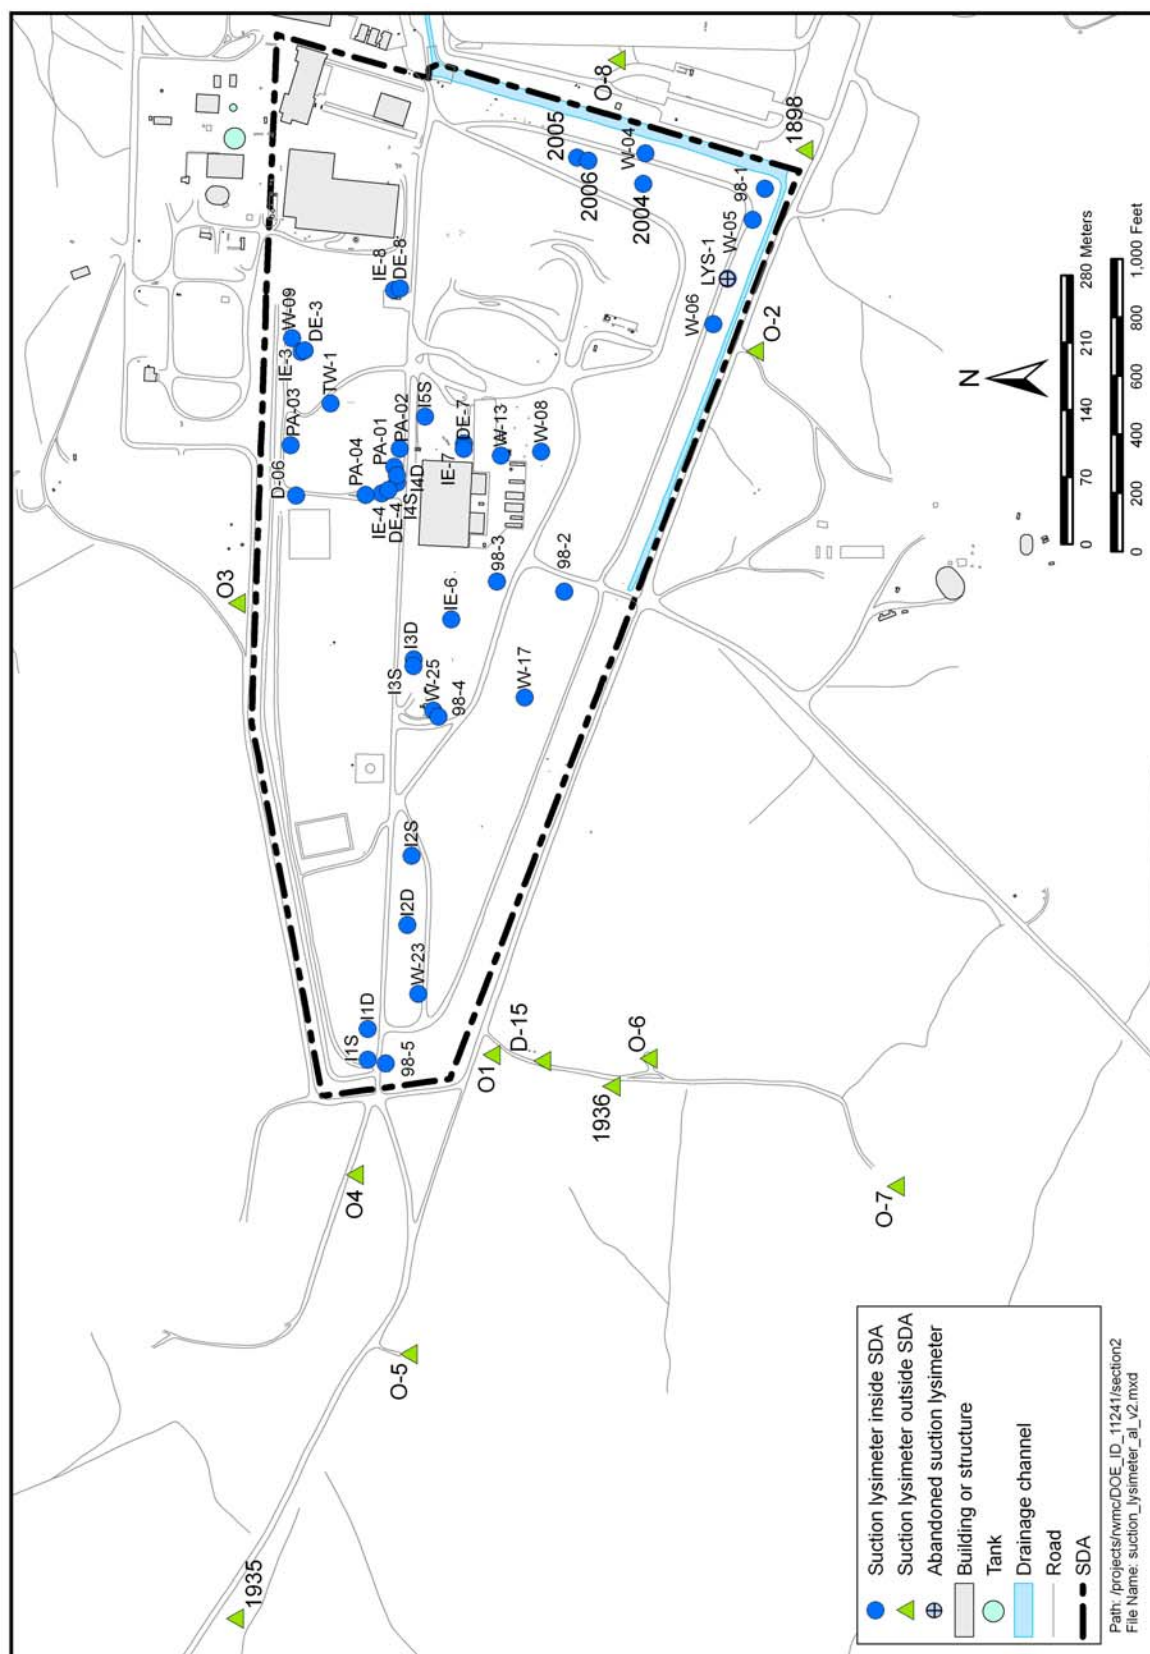 1935
O-5
O4
O3
O1
D-15
1936
O-6
O-7
I1S
I1D
98-5
W-23
I2D
I2S
I3S
I3D
W-25
98-4
IE-6
W-17
98-3
98-2
D-06
PA-03
PA-04
PA-01
PA-02
IE-4
DE-4
I4S
I4D
I5S
IE-3
W-09
DE-3
TW-1
IE-8
DE-8
IE-7
DE-7
W-13
W-08
2005
2006
W-04
2004
98-1
W-05
LYS-1
W-06
O-2
O-8
1898
N
0 70 140 210 280 Meters
0 200 400 600 800 1,000 Feet
Suction lysimeter inside SDA
Suction lysimeter outside SDA
Abandoned suction lysimeter
Building or structure
Tank
Drainage channel
Road
SDA
Path: /projects/rwmc/DOE_ID_11241/section2
File Name: suction_lysimeter_al_v2.mxd